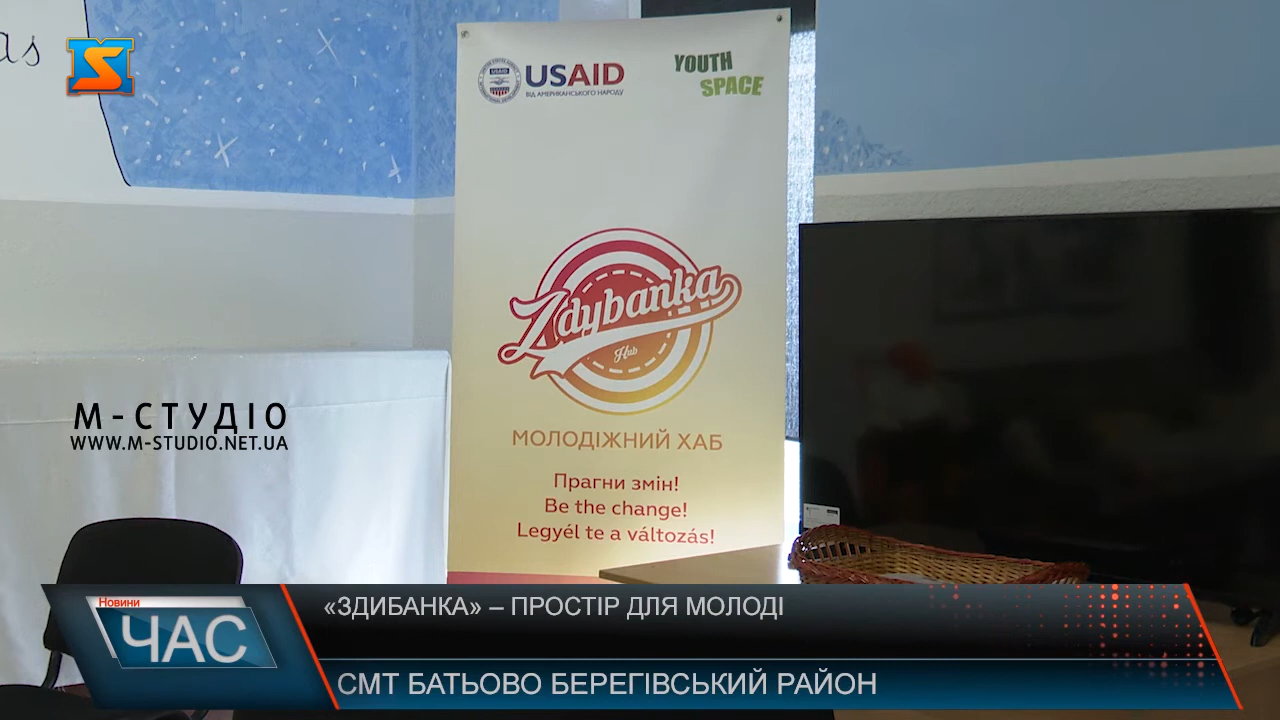 as
USAID
ВІД АМЕРИКАНСЬКОГО НАРОДУ
YOUTH
SPACE
Zdybanka
Hub
МОЛОДІЖНИЙ ХАБ
Прагни змін!
Be the change!
Legyél te a változás!
М-СТУДІО
WWW.M-STUDIO.NET.UA
Новини
ЧАС
«ЗДИБАНКА» – ПРОСТІР ДЛЯ МОЛОДІ
СМТ БАТЬОВО БЕРЕГІВСЬКИЙ РАЙОН